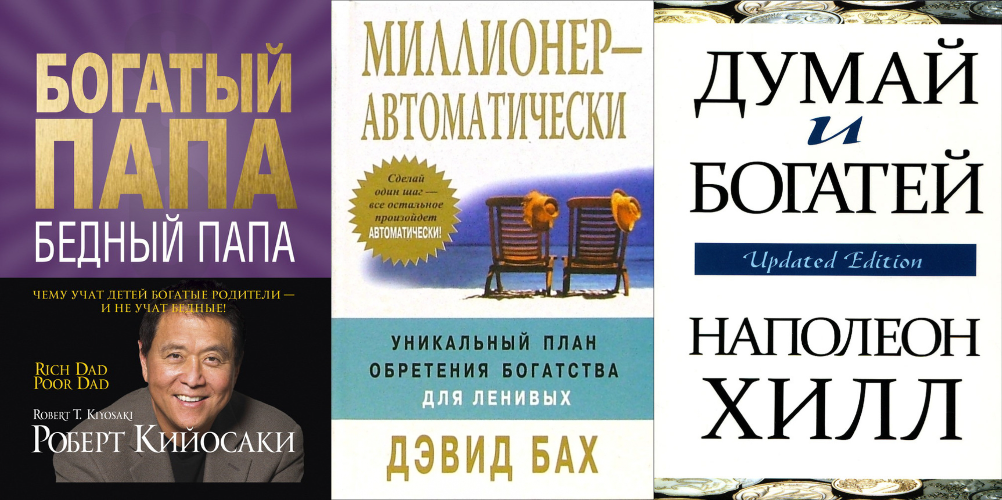 БОГАТЫЙ
ПАПА
БЕДНЫЙ ПАПА
ЧЕМУ УЧАТ ДЕТЕЙ БОГАТЫЕ РОДИТЕЛИ —
И НЕ УЧАТ БЕДНЫЕ!
RICH DAD
POOR DAD
ROBERT T. KIYOSAKI
РОБЕРТ КИЙОСАКИ
МИЛЛИОНЕР—
АВТОМАТИЧЕСКИ
Сделай
один шаг —
все остальное
произойдет
АВТОМАТИЧЕСКИ!
УНИКАЛЬНЫЙ ПЛАН
ОБРЕТЕНИЯ БОГАТСТВА
ДЛЯ ЛЕНИВЫХ
ДЭВИД БАХ
ДУМАЙ
и
БОГАТЕЙ
Updated Edition
НАПОЛЕОН
ХИЛЛ